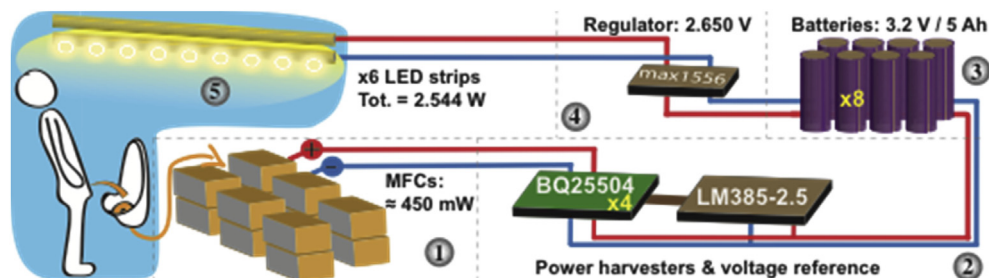 Regulator: 2.650 V
Batteries: 3.2 V / 5 Ah
max1556
x8
3
5
x6 LED strips
Tot. = 2.544 W
4
+
−
MFCs:
≈ 450 mW
BQ25504
x4
LM385-2.5
1
2
Power harvesters & voltage reference